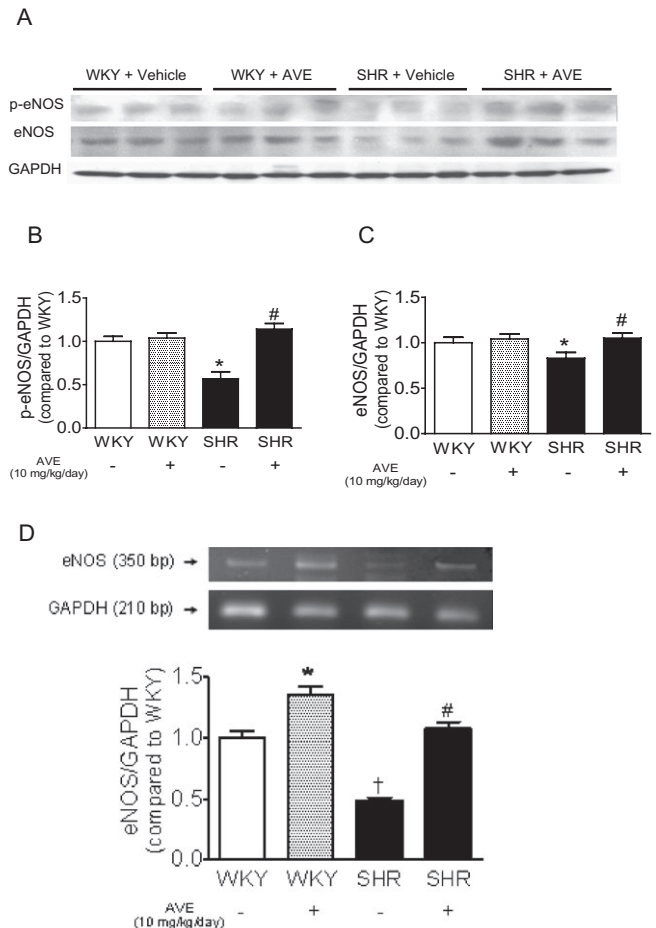 A
WKY + Vehicle WKY + AVE SHR + Vehicle SHR + AVE
p-eNOS
eNOS
GAPDH
B
p-eNOS/GAPDH
(compared to WKY)
1.5
1.0
0.5
0.0
*
#
WKY WKY SHR SHR
AVE
(10 mg/kg/day)
- + - +
C
eNOS/GAPDH
(compared to WKY)
1.5
1.0
0.5
0.0
*
#
WKY WKY SHR SHR
AVE
(10 mg/kg/day)
- + - +
D
eNOS (350 bp) →
GAPDH (210 bp) →
eNOS/GAPDH
(compared to WKY)
1.5
1.0
0.5
0.0
*
†
#
WKY WKY SHR SHR
AVE
(10 mg/kg/day)
- + - +